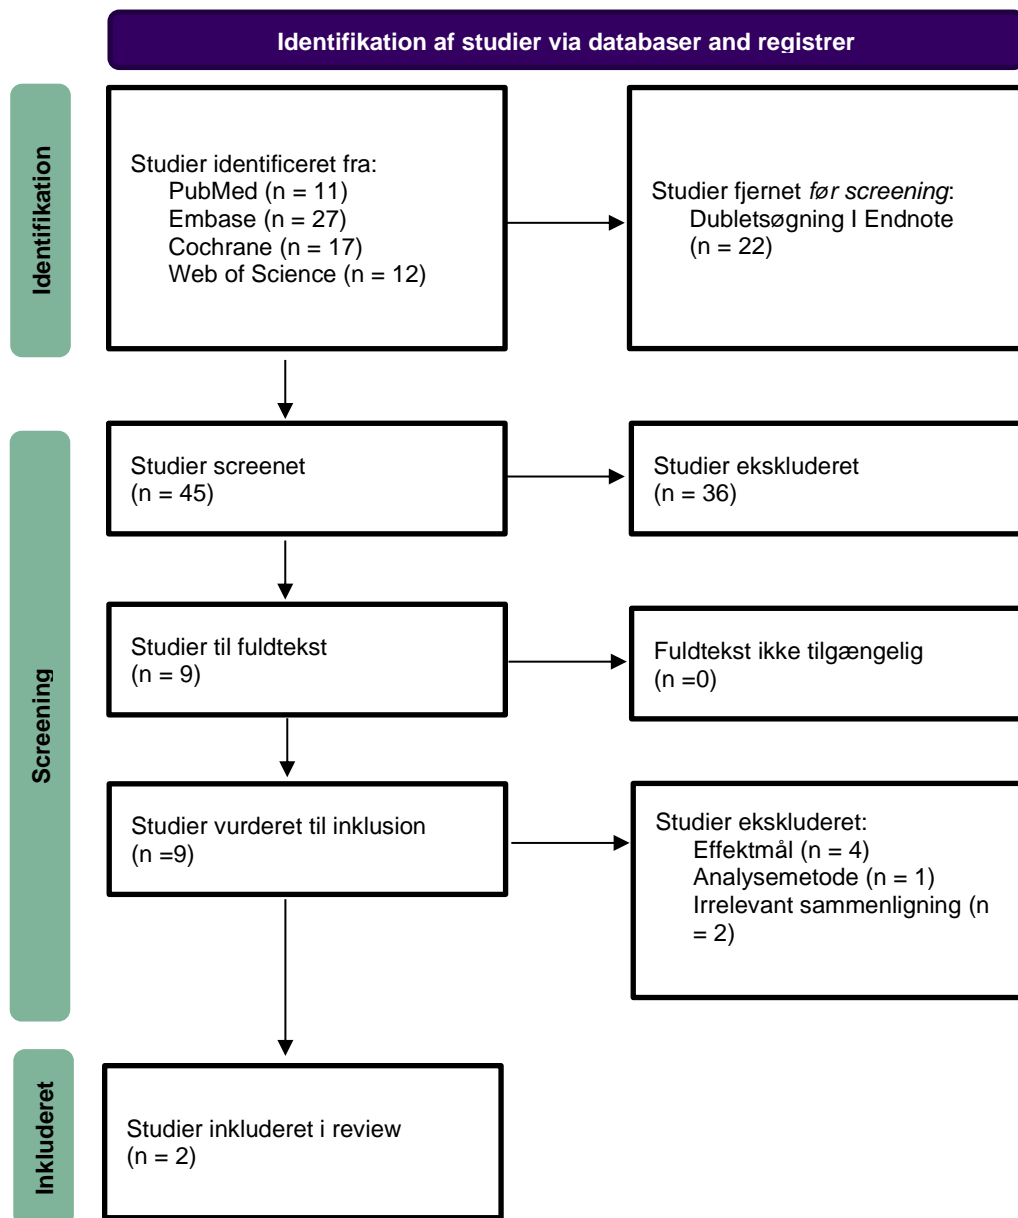 Identifikation af studier via databaser and registrer
Identifikation
Studier identificeret fra:
PubMed (n = 11)
Embase (n = 27)
Cochrane (n = 17)
Web of Science (n = 12)
Studier fjernet før screening:
Dubletsøgning I Endnote
(n = 22)
Screening
Studier screenet
(n = 45)
Studier ekskluderet
(n = 36)
Studier til fuldtekst
(n = 9)
Fuldtekst ikke tilgængelig
(n =0)
Studier vurderet til inklusion
(n =9)
Studier ekskluderet:
Effektmål (n = 4)
Analysemetode (n = 1)
Irrelevant sammenligning (n
= 2)
Inkluderet
Studier inkluderet i review
(n = 2)